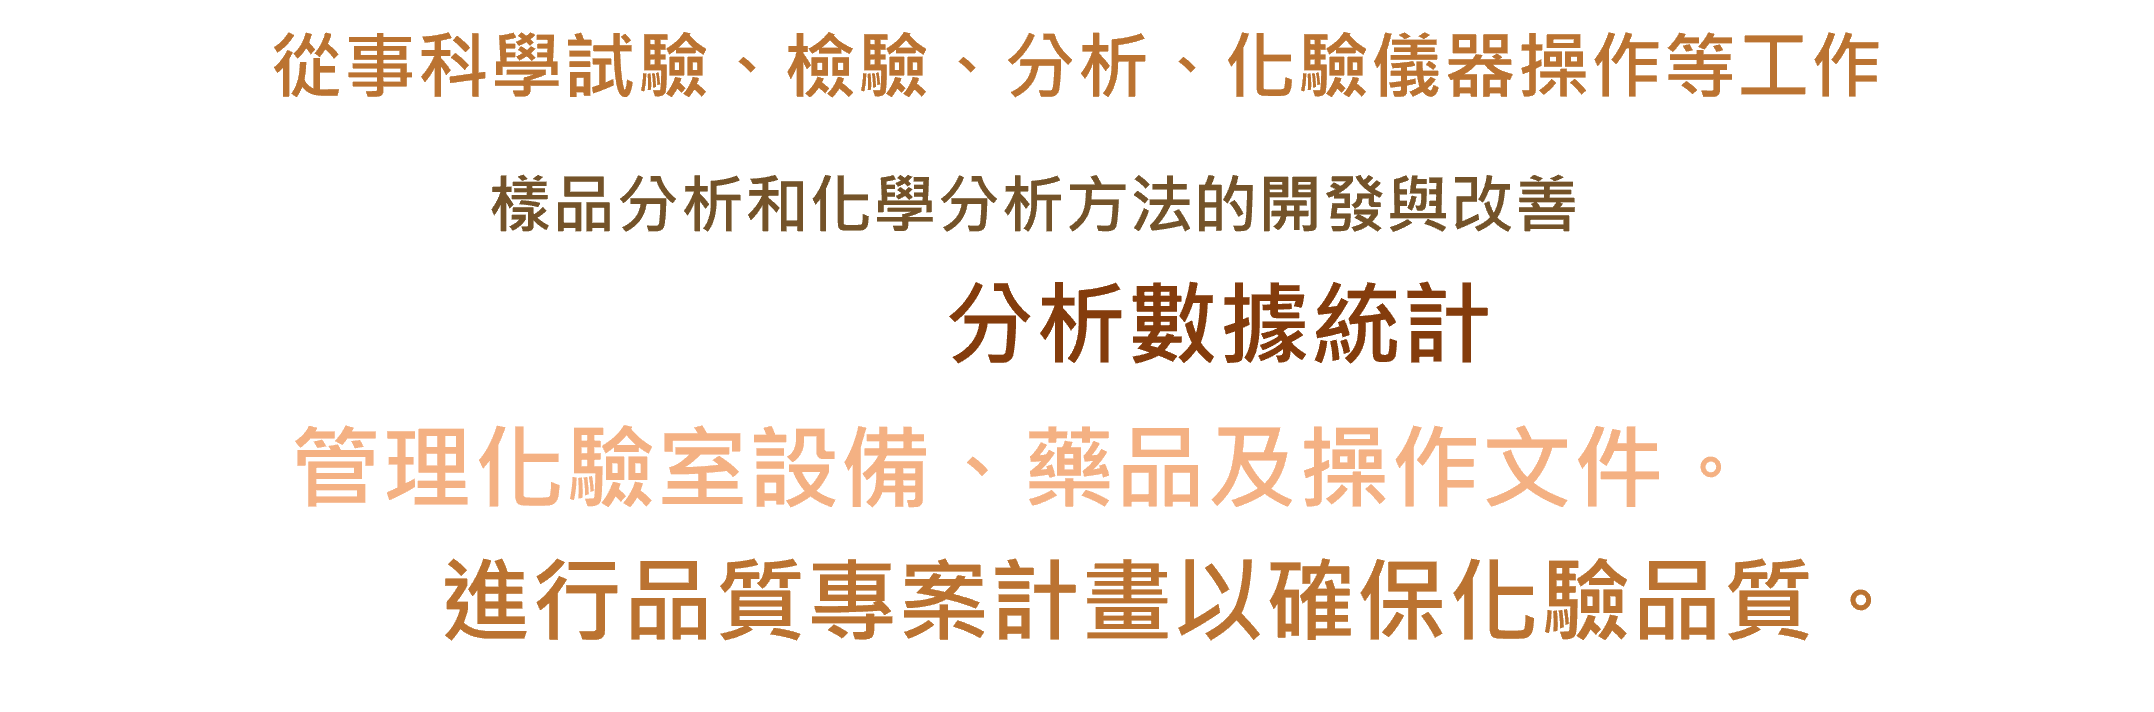 從事科學試驗、檢驗、分析、化驗儀器操作等工作
樣品分析和化學分析方法的開發與改善
分析數據統計
管理化驗室設備、藥品及操作文件。
進行品質專案計畫以確保化驗品質。